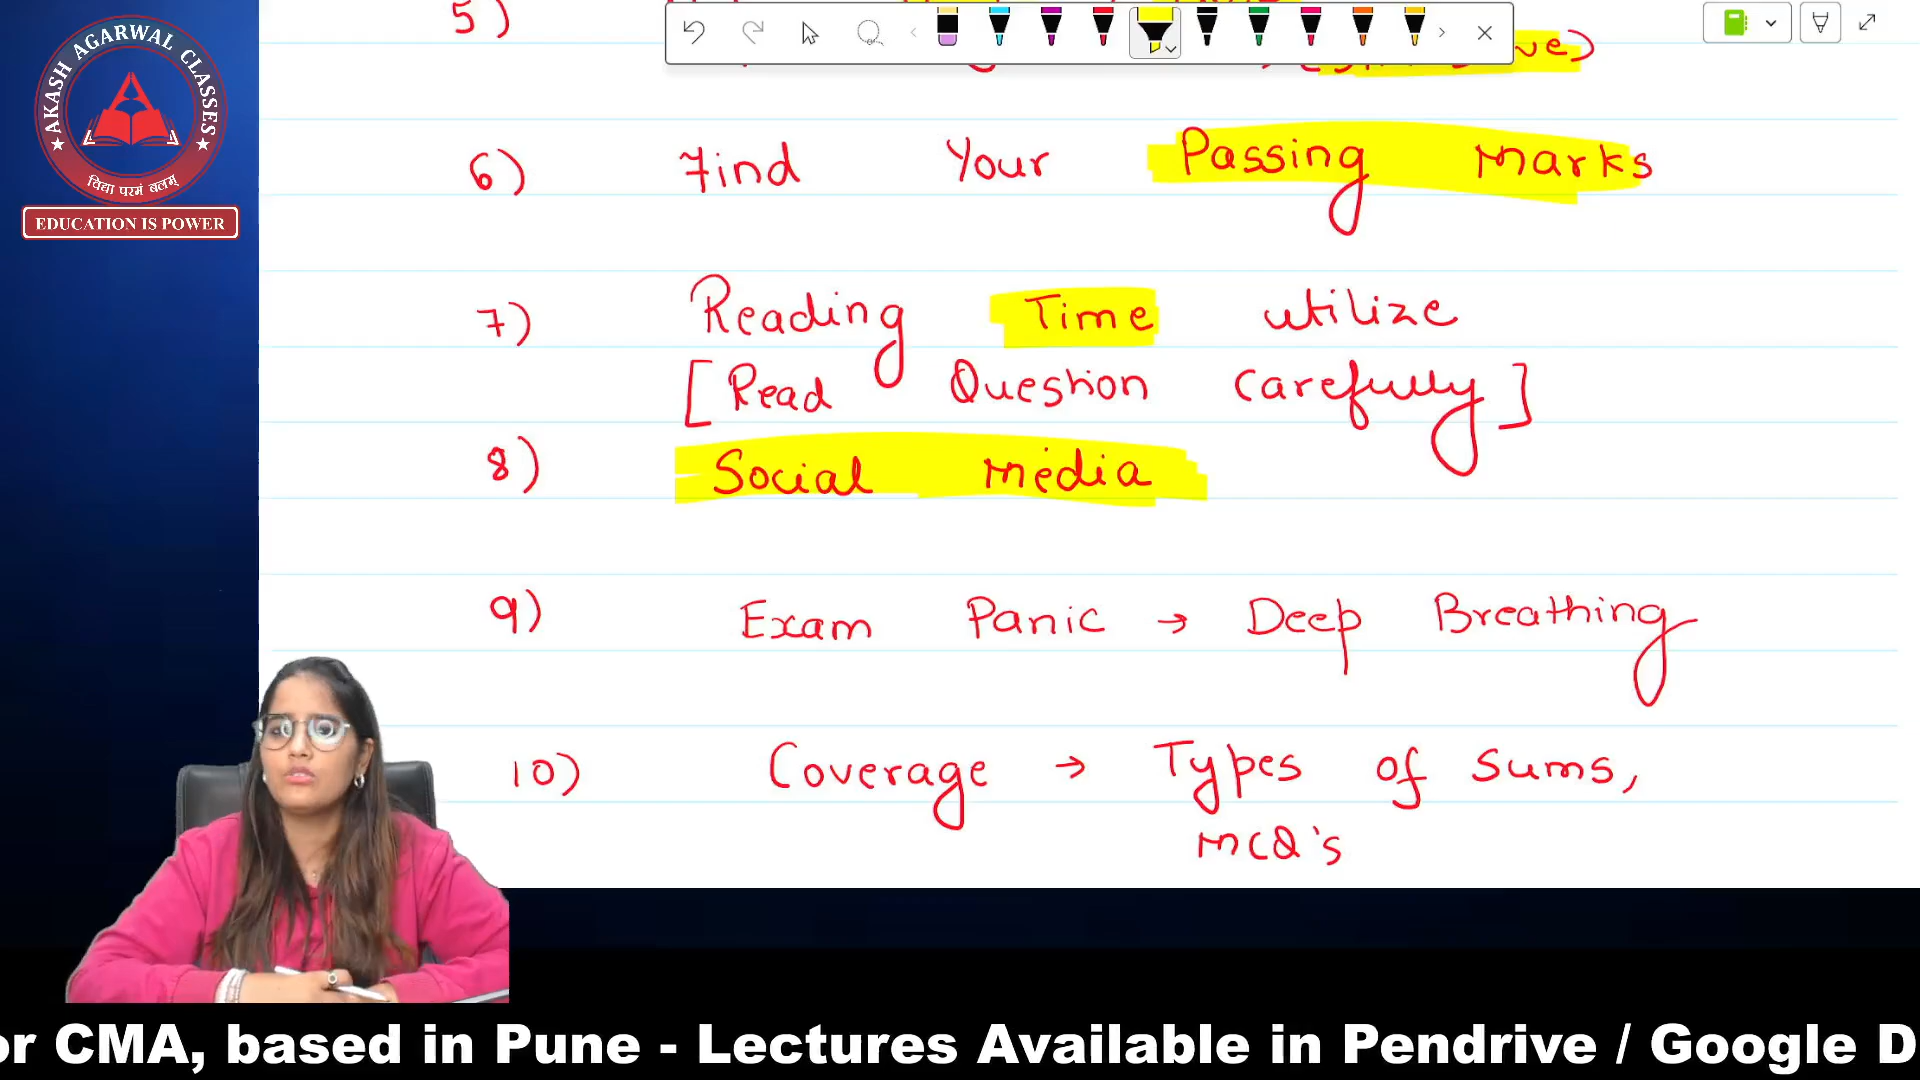 5)
6) Find Your Passing Marks
7) Reading Time utilize
[Read Question carefully]
8) Social media
9) Exam Panic → Deep Breathing
10) Coverage → Types of sums,
MCQ's
AKASH AGARWAL CLASSES
विद्या परमं बलम्
EDUCATION IS POWER
or CMA, based in Pune - Lectures Available in Pendrive / Google D